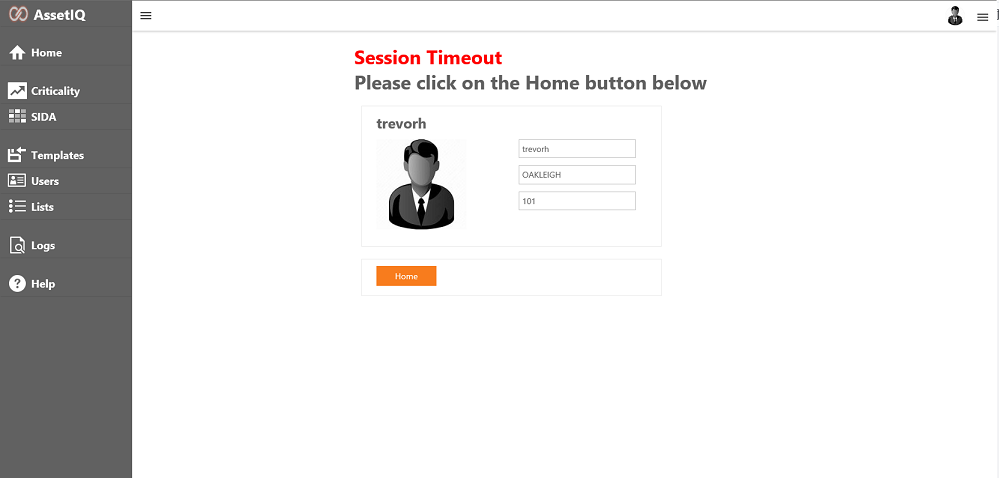 AssetIQ
Home
Criticality
SIDA
Templates
Users
Lists
Logs
Help
Session Timeout
Please click on the Home button below
trevorh
trevorh
OAKLEIGH
101
Home